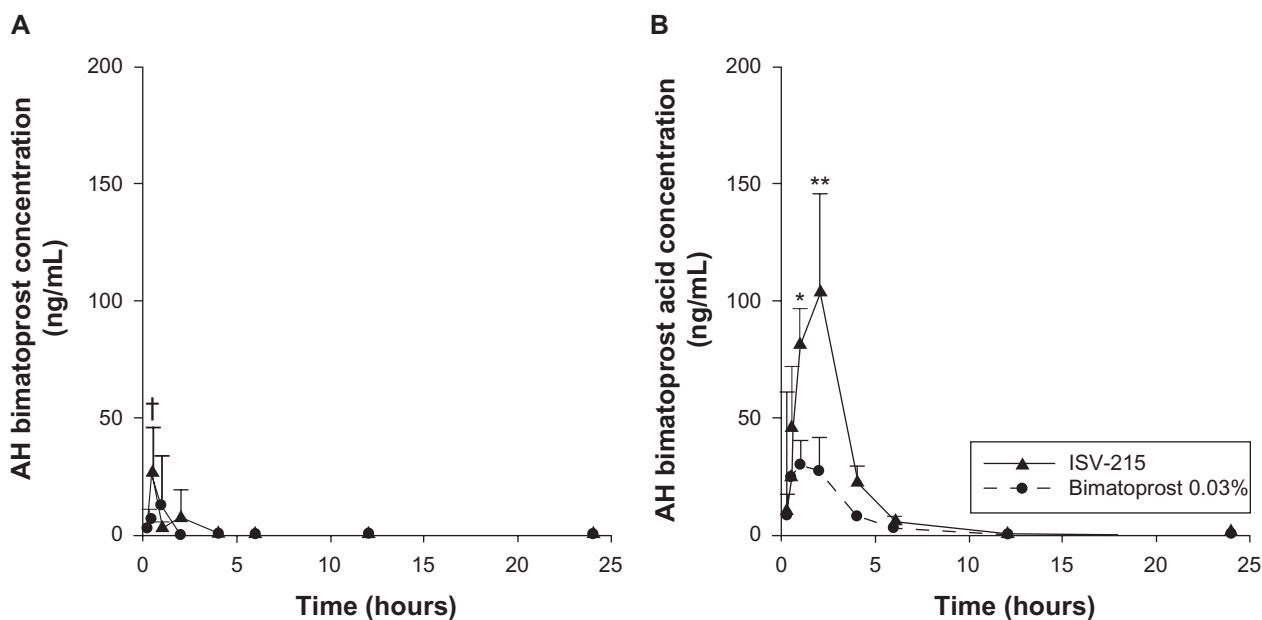 A
AH bimatoprost concentration
(ng/mL)
200
150
100
50
0
†
0
5
10
15
20
25
Time (hours)
B
AH bimatoprost acid concentration
(ng/mL)
200
150
100
50
0
**
*
ISV-215
Bimatoprost 0.03%
0
5
10
15
20
25
Time (hours)